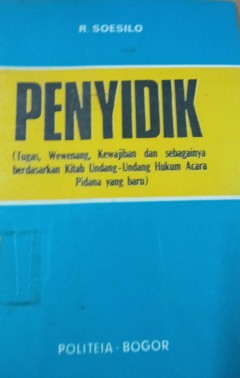 R. SOESILO
PENYIDIK
(Tugas, Wewenang, Kewajiban dan sebagainya
berdasarkan Kitab Undang-Undang Hukum Acara
Pidana yang baru)
POLITEIA - BOGOR